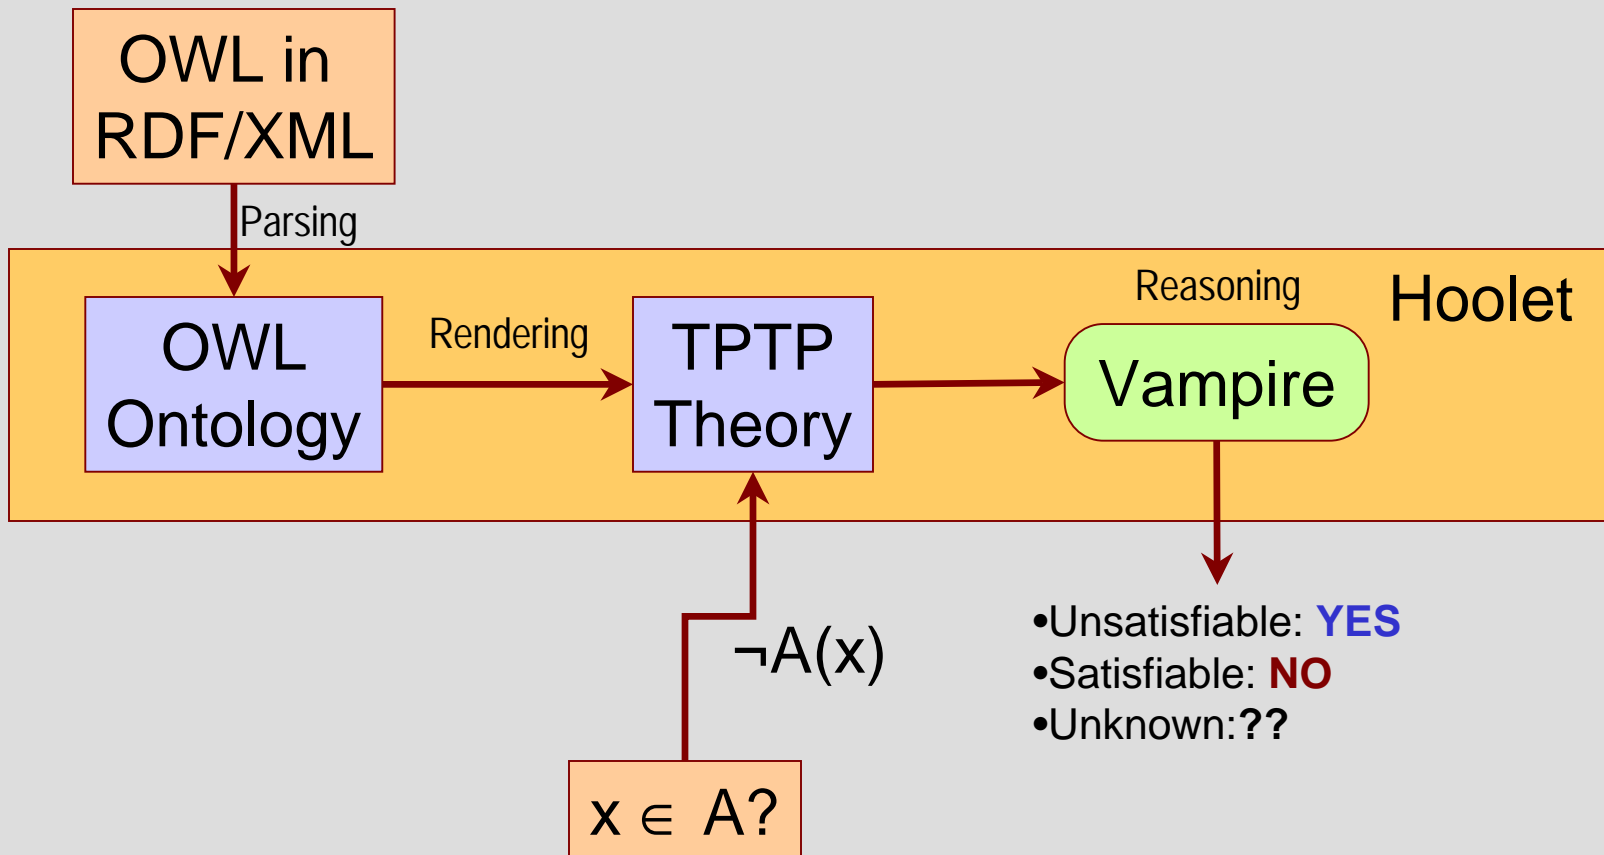 OWL in
RDF/XML
Parsing
Hoolet
OWL
Ontology
Rendering
TPTP
Theory
Reasoning
Vampire
¬A(x)
x ∈ A?
•Unsatisfiable: YES
•Satisfiable: NO
•Unknown:??